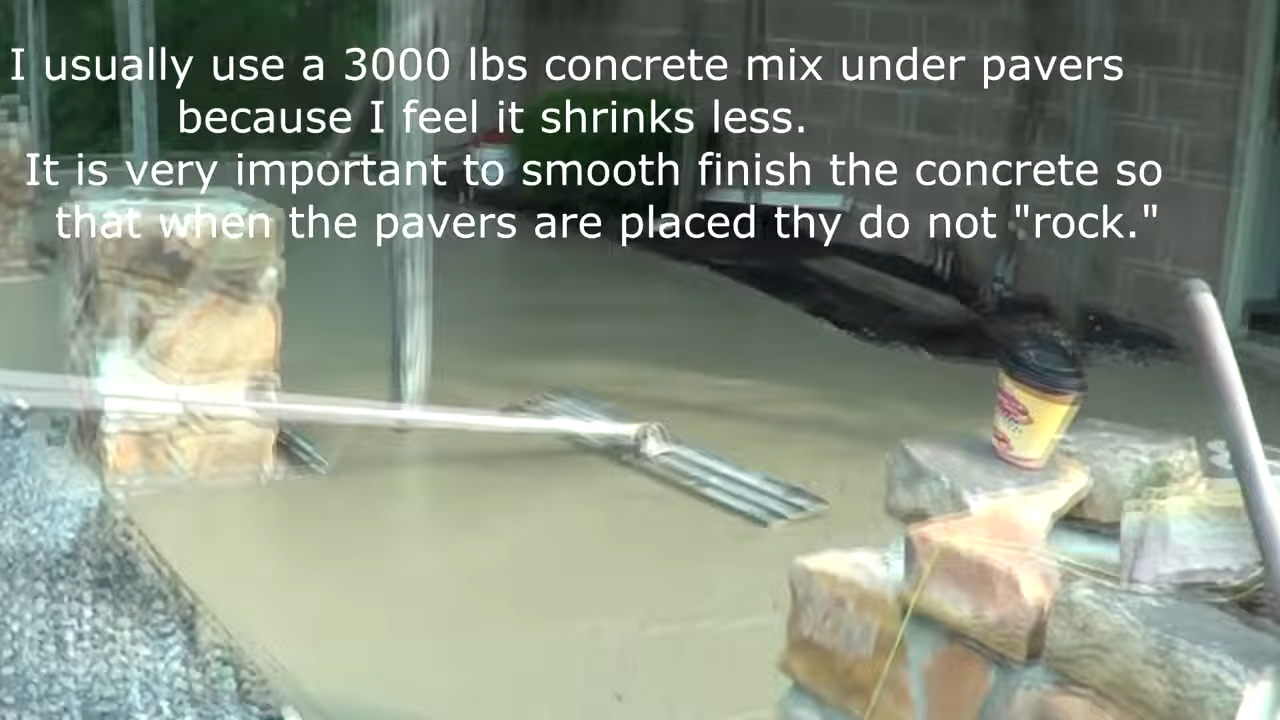 I usually use a 3000 lbs concrete mix under pavers
because I feel it shrinks less.
It is very important to smooth finish the concrete so
that when the pavers are placed thy do not "rock."